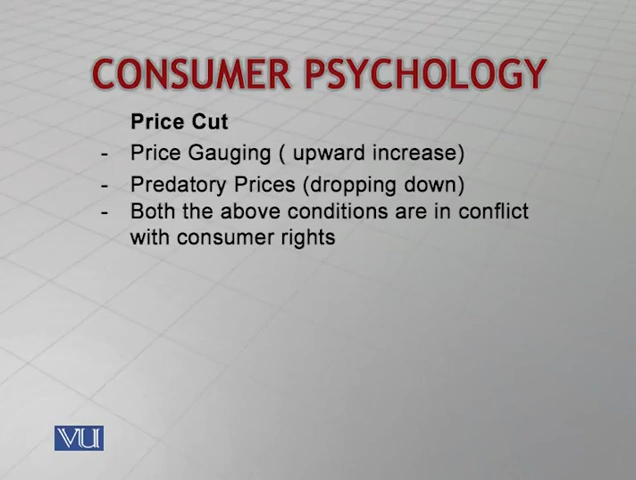 CONSUMER PSYCHOLOGY
Price Cut
- Price Gauging ( upward increase)
- Predatory Prices (dropping down)
- Both the above conditions are in conflict
with consumer rights
VU